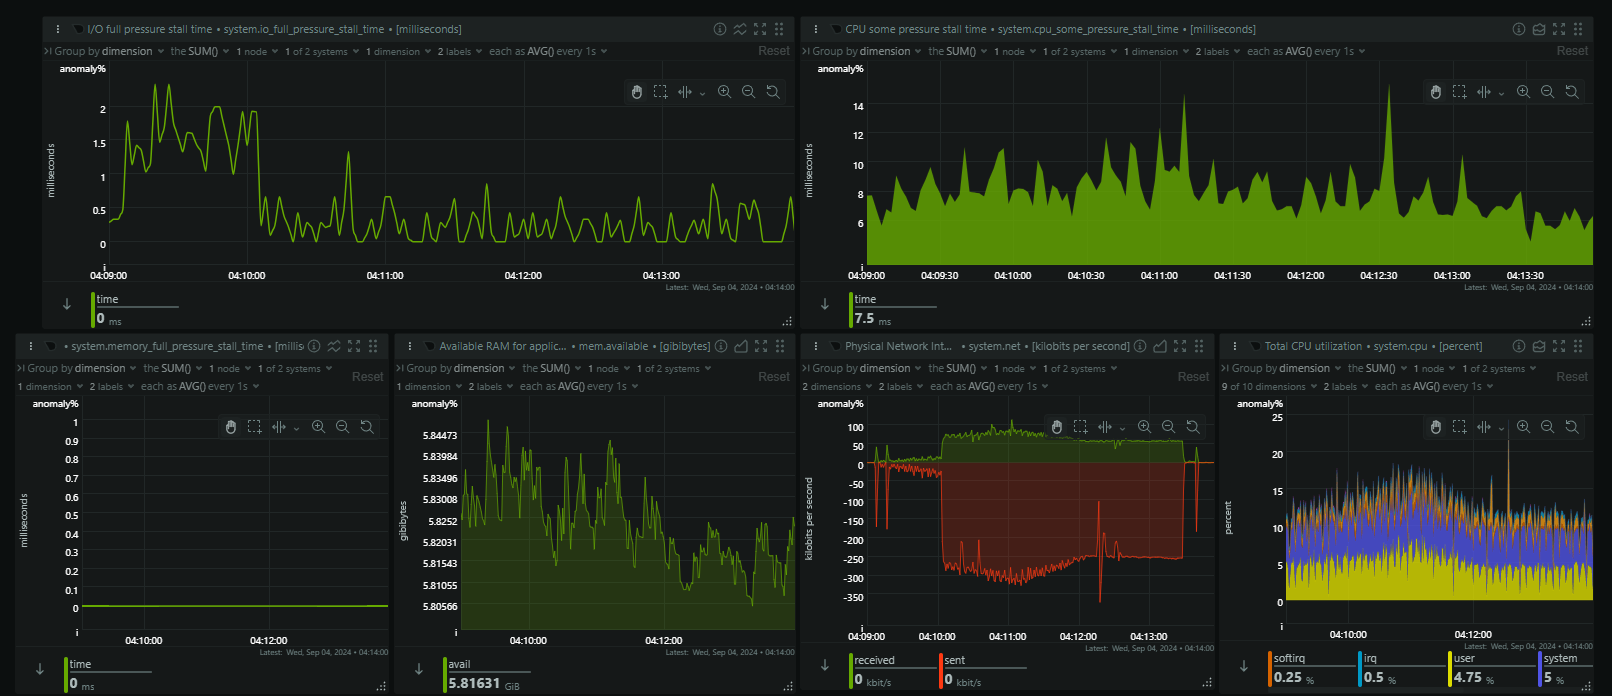 I/O full pressure stall time • system.io_full_pressure_stall_time • [milliseconds]
Group by dimension the SUM() 1 node 1 of 2 systems 1 dimension 2 labels each as AVG() every 1s Reset
anomaly%
milliseconds
2
1.5
1
0.5
0
i
04:09:00 04:10:00 04:11:00 04:12:00 04:13:00
Latest: Wed, Sep 04, 2024 • 04:14:00
time
0 ms
CPU some pressure stall time • system.cpu_some_pressure_stall_time • [milliseconds]
Group by dimension the SUM() 1 node 1 of 2 systems 1 dimension 2 labels each as AVG() every 1s Reset
anomaly%
milliseconds
14
12
10
8
6
i
04:09:00 04:09:30 04:10:00 04:10:30 04:11:00 04:11:30 04:12:00 04:12:30 04:13:00 04:13:30
Latest: Wed, Sep 04, 2024 • 04:14:00
time
7.5 ms
• system.memory_full_pressure_stall_time • [millis
Group by dimension the SUM() 1 node 1 of 2 systems
1 dimension 2 labels each as AVG() every 1s Reset
anomaly%
milliseconds
1
0.9
0.8
0.7
0.6
0.5
0.4
0.3
0.2
0.1
0
i
04:10:00 04:12:00
Latest: Wed, Sep 04, 2024 • 04:14:00
time
0 ms
Available RAM for applic... • mem.available • [gibibytes]
Group by dimension the SUM() 1 node 1 of 2 systems
1 dimension 2 labels each as AVG() every 1s Reset
anomaly%
gibibytes
5.84473
5.83984
5.83496
5.83008
5.8252
5.82031
5.81543
5.81055
5.80566
i
04:10:00 04:12:00
Latest: Wed, Sep 04, 2024 • 04:14:00
avail
5.81631 GiB
Physical Network Int... • system.net • [kilobits per second]
Group by dimension the SUM() 1 node 1 of 2 systems
2 dimensions 2 labels each as AVG() every 1s Reset
anomaly%
kilobits per second
100
50
0
-50
-100
-150
-200
-250
-300
-350
i
04:09:00 04:10:00 04:11:00 04:12:00 04:13:00
Latest: Wed, Sep 04, 2024 • 04:14:00
received
0 kbit/s
sent
0 kbit/s
Total CPU utilization • system.cpu • [percent]
Group by dimension the SUM() 1 node 1 of 2 systems
9 of 10 dimensions 2 labels each as AVG() every 1s Reset
anomaly%
percent
25
20
15
10
5
0
i
04:10:00 04:12:00
Latest: Wed, Sep 04, 2024 • 04:14:00
softirq
0.25 %
irq
0.5 %
user
4.75 %
system
5 %